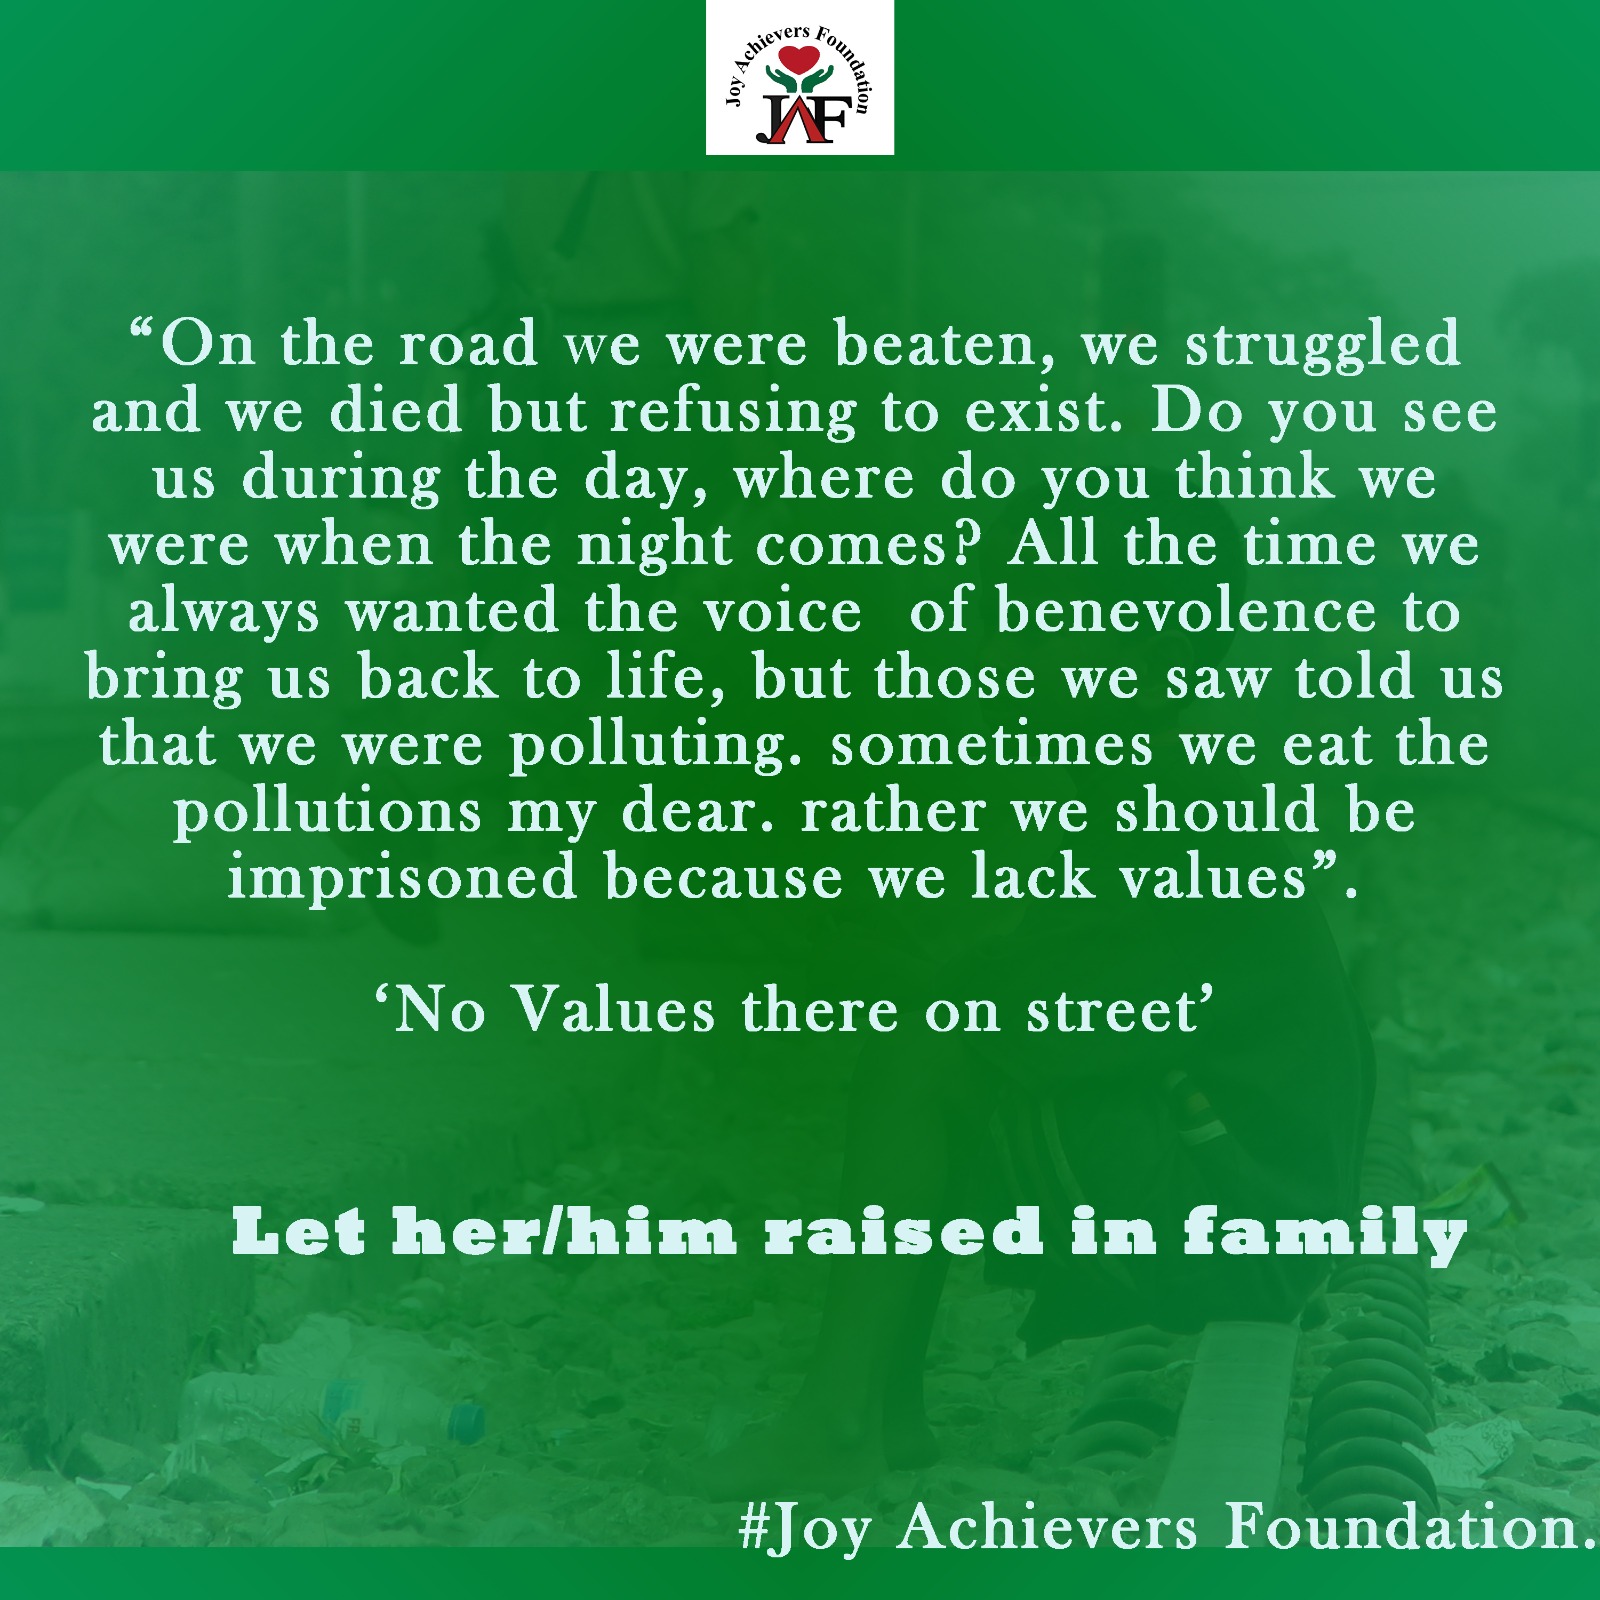 Joy Achievers Foundation
JAF
“On the road we were beaten, we struggled
and we died but refusing to exist. Do you see
us during the day, where do you think we
were when the night comes? All the time we
always wanted the voice  of benevolence to
bring us back to life, but those we saw told us
that we were polluting. sometimes we eat the
pollutions my dear. rather we should be
imprisoned because we lack values”.
‘No Values there on street’
Let her/him raised in family
#Joy Achievers Foundation.